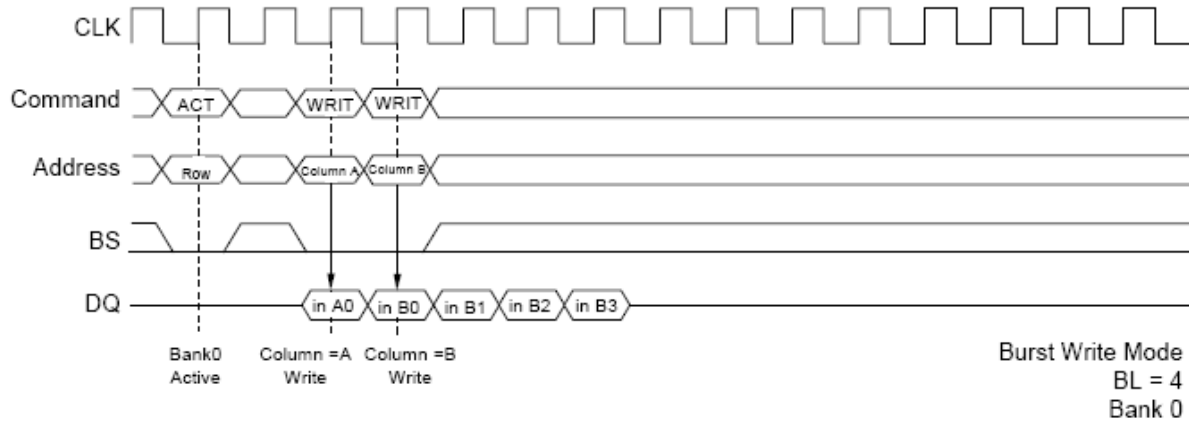 CLK
Command ACT WRIT WRIT
Address Row Column A Column B
BS
DQ in A0 in B0 in B1 in B2 in B3
Bank0 Column =A Column =B
Active Write Write
Burst Write Mode
BL = 4
Bank 0